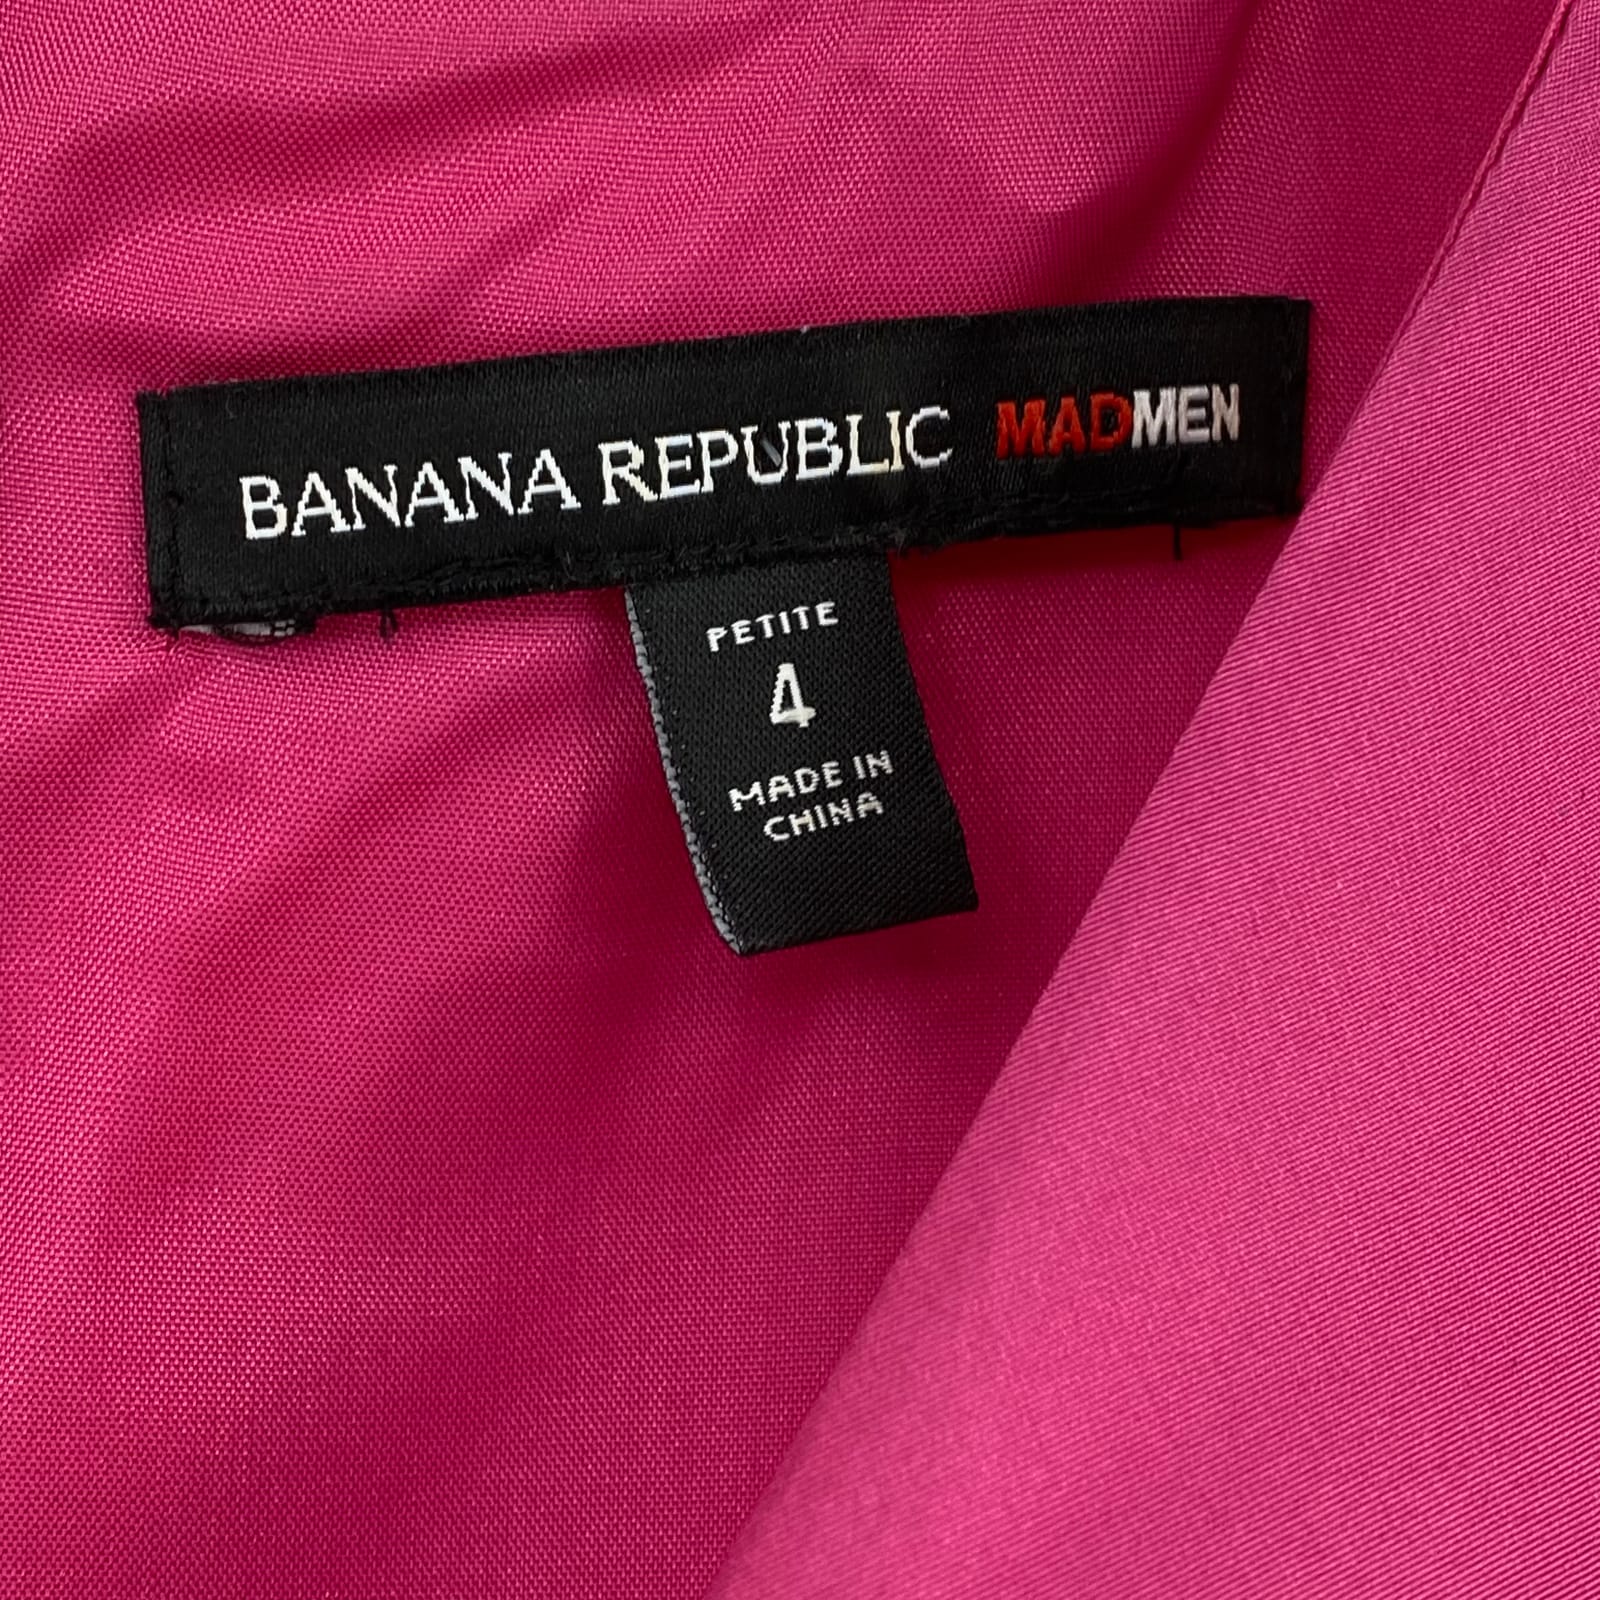 BANANA REPUBLIC MADMEN
PETITE
4
MADE IN
CHINA